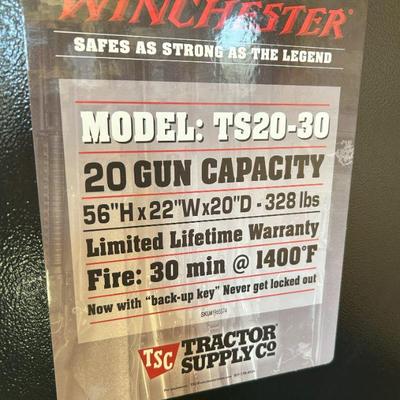 WINCHESTER®
SAFES AS STRONG AS THE LEGEND
MODEL: TS20-30
20 GUN CAPACITY
56"H x 22"W x 20"D - 328 lbs
Limited Lifetime Warranty
Fire: 30 min @ 1400°F
Now with “back-up key” Never get locked out
TSC TRACTOR
SUPPLY CO